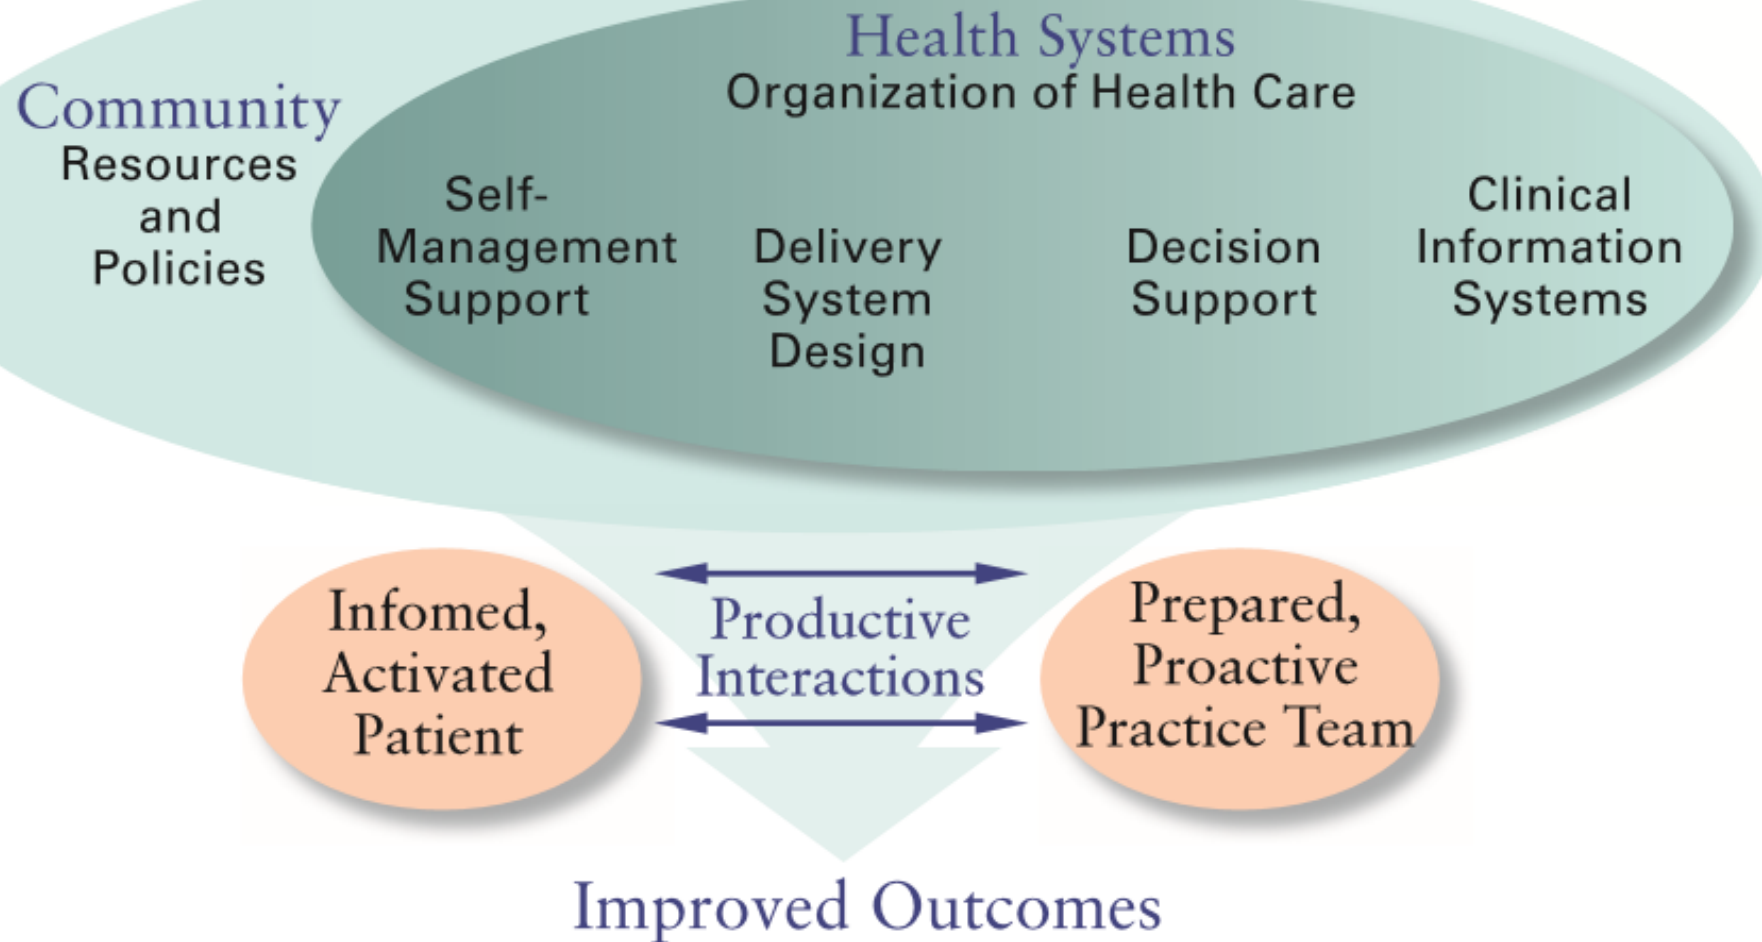 Health Systems
Organization of Health Care
Community
Resources
and
Policies
Self-
Management
Support
Delivery
System
Design
Decision
Support
Clinical
Information
Systems
Infomed,
Activated
Patient
Productive
Interactions
Prepared,
Proactive
Practice Team
Improved Outcomes